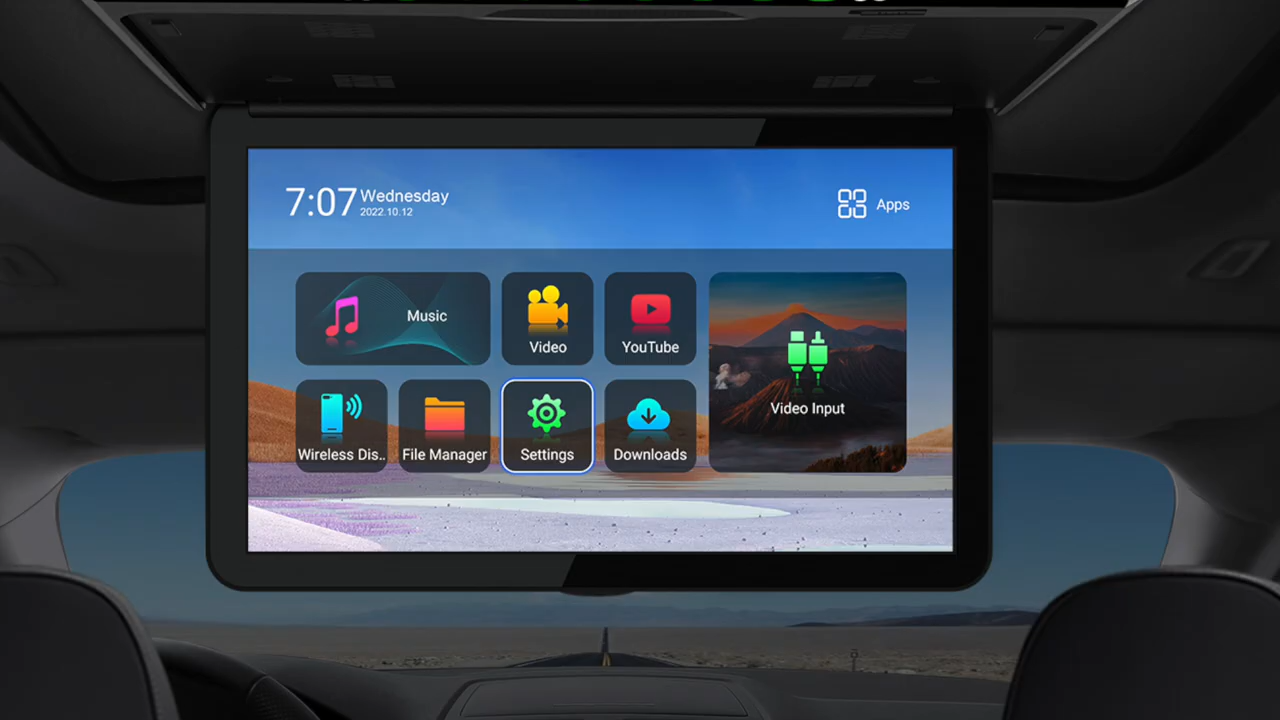 7:07
Wednesday
2022.10.12
Apps
Music
Video
YouTube
Video Input
Wireless Dis..
File Manager
Settings
Downloads